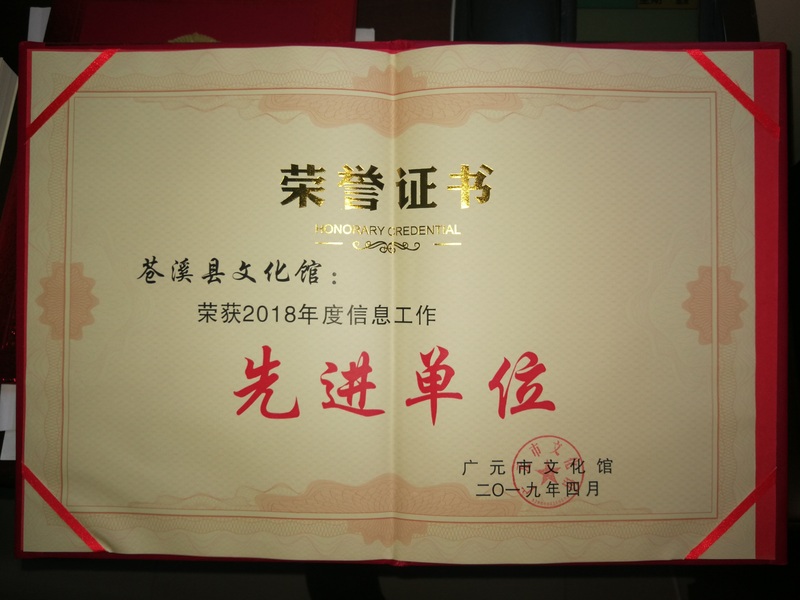 荣誉证书
HONORARY CREDENTIAL
苍溪县文化馆：
荣获2018年度信息工作
先进单位
广元市文化馆
二〇一九年四月